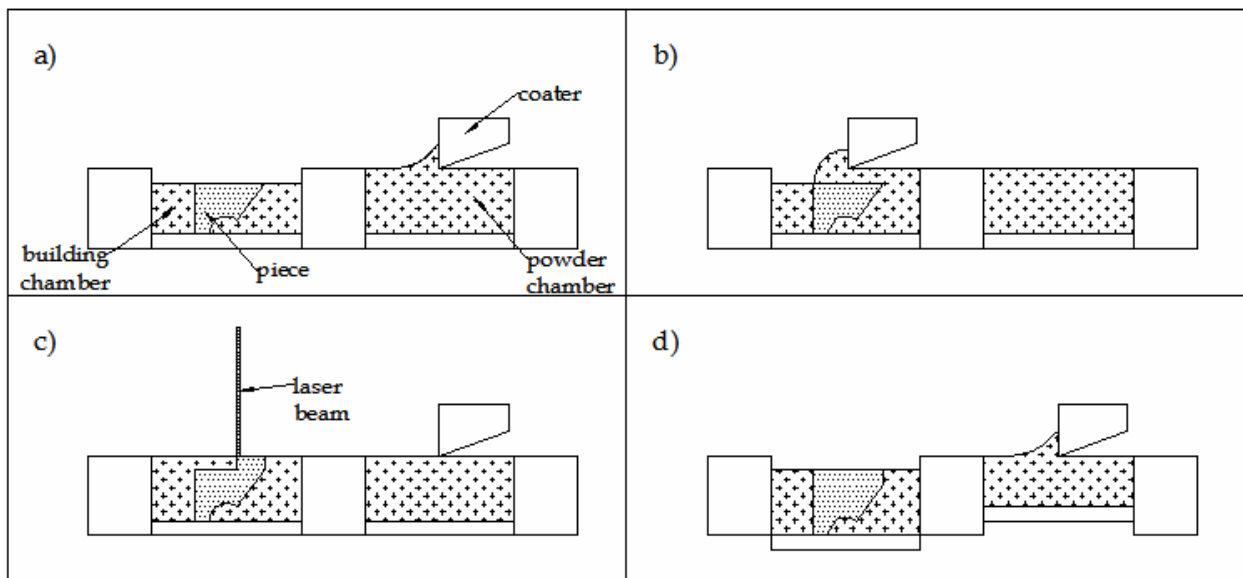 a)
coater
building
chamber
piece
powder
chamber
b)
c)
laser
beam
d)